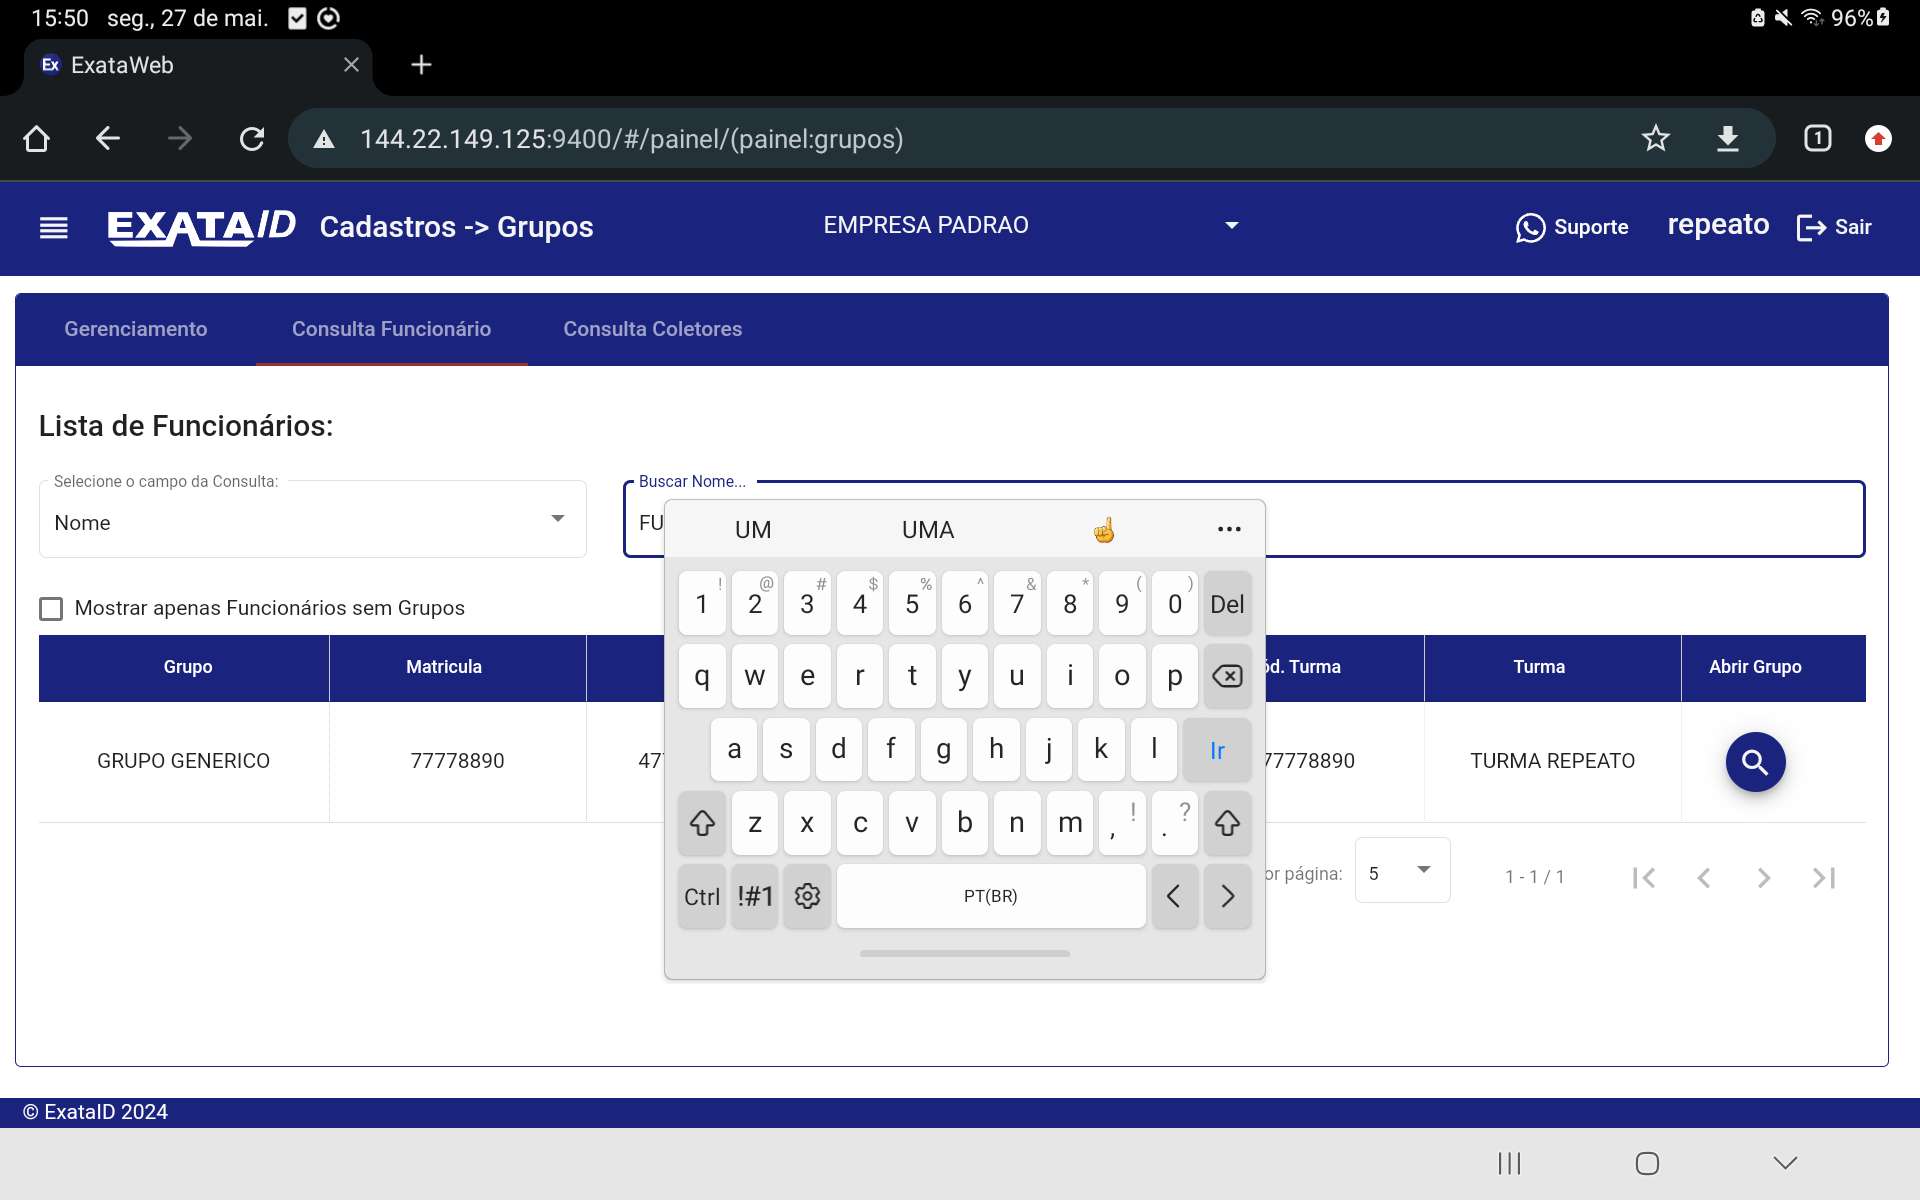 15:50 seg., 27 de mai. 96%
Ex ExataWeb
144.22.149.125:9400/#/painel/(painel:grupos) 1
EXATAID Cadastros -> Grupos EMPRESA PADRAO Suporte repeato Sair
Gerenciamento Consulta Funcionário Consulta Coletores
Lista de Funcionários:
Selecione o campo da Consulta: Buscar Nome...
Nome FU
UM UMA ...
Mostrar apenas Funcionários sem Grupos
1 ! 2 @ 3 # 4 $ 5 % 6 ^ 7 & 8 * 9 ( 0 ) Del
Grupo Matricula d. Turma Turma Abrir Grupo
q w e r t y u i o p
GRUPO GENERICO 77778890 47 77778890 TURMA REPEATO
a s d f g h j k l Ir
z x c v b n m , ! . ?
or página: 5 1 - 1 / 1
Ctrl !#1 PT(BR) < >
© ExataID 2024